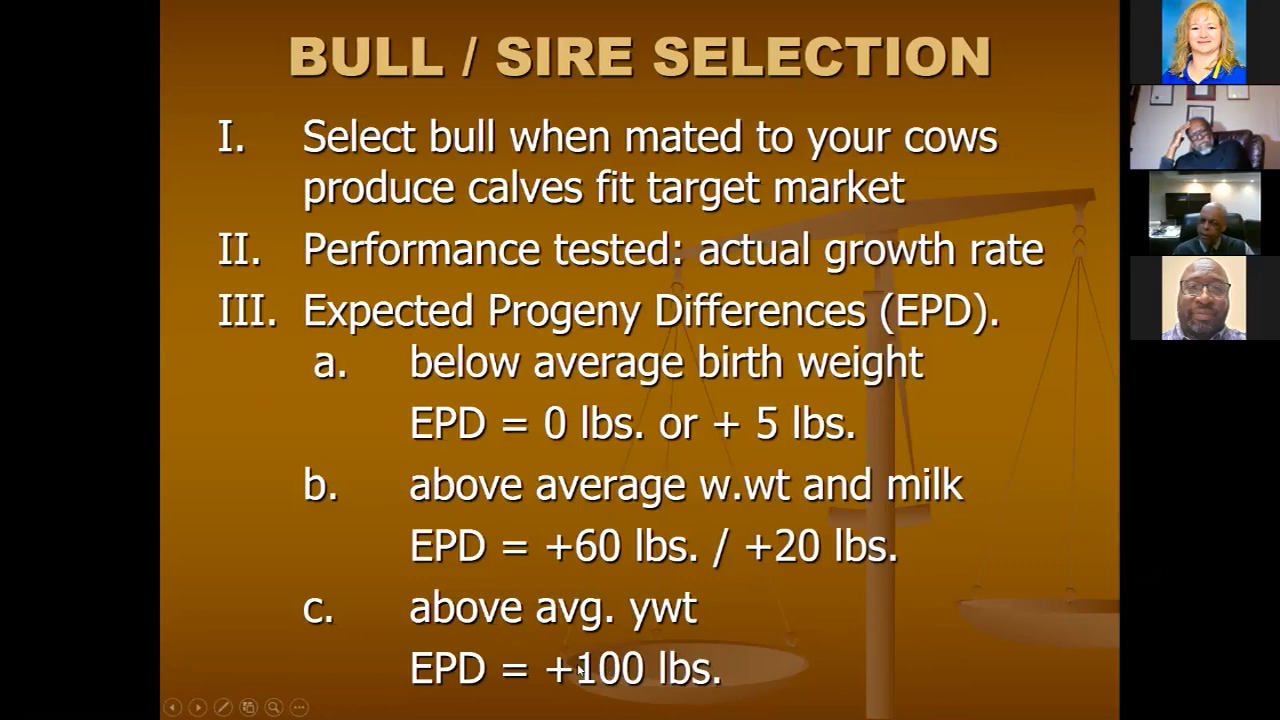 BULL / SIRE SELECTION
I. Select bull when mated to your cows
produce calves fit target market
II. Performance tested: actual growth rate
III. Expected Progeny Differences (EPD).
a. below average birth weight
EPD = 0 lbs. or + 5 lbs.
b. above average w.wt and milk
EPD = +60 lbs. / +20 lbs.
c. above avg. ywt
EPD = +100 lbs.